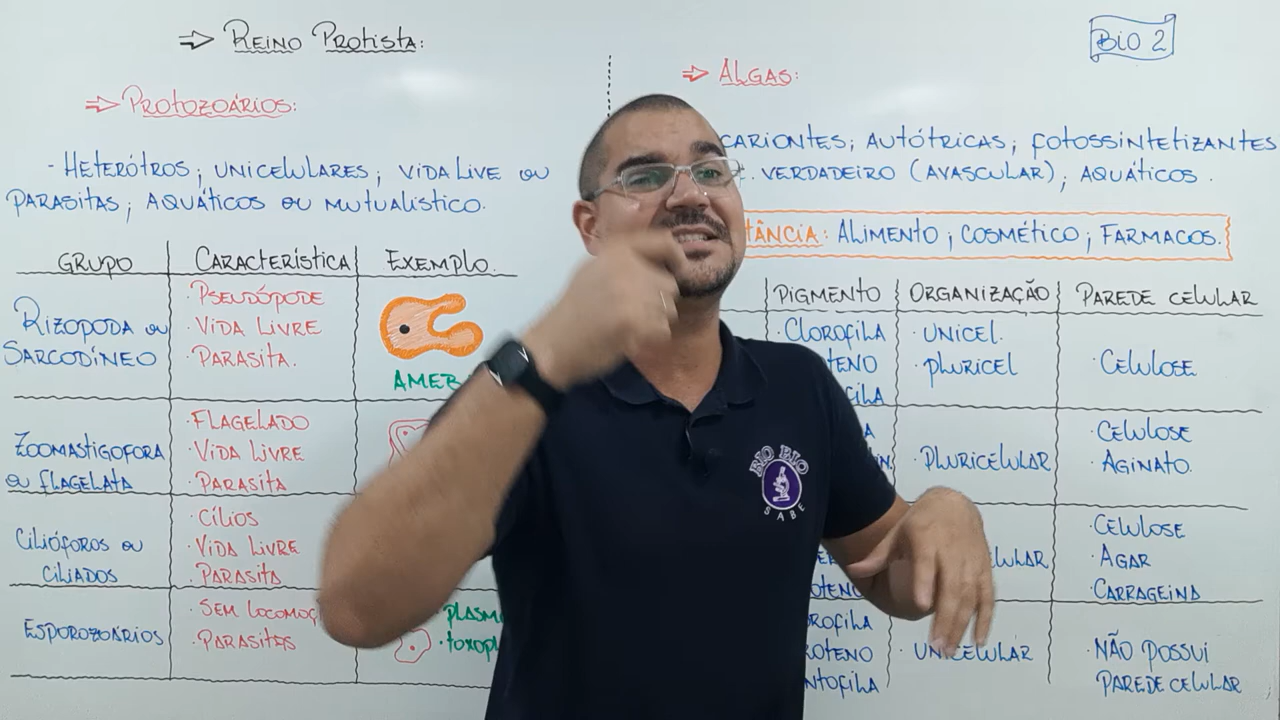 ⇒ Reino Protista:
BIO 2
⇒ Protozoários:
- Heterótros; unicelulares; vida live ou
parasitas; aquáticos ou mutualístico.
Grupo Característica Exemplo.
Rizopoda ou
Sarcodíneo
· Pseudópode
· Vida livre
· Parasita.
Zoomastigofora
ou flagelata
· Flagelado
· Vida livre
· Parasita
Cilióforos ou
ciliados
· Cílios
· Vida livre
· Parasita
Esporozoários
· Sem
· Parasitas
⇒ Algas:
autótricas; fotossintetizantes
verdadeiro (avascular); aquáticos.
Alimento; cosmético; farmacos.
Pigmento Organização Parede celular
· Clorofila
· Unicel.
· Pluricel
· Celulose
· Pluricelular
· Celulose
· Aginato.
· Celulose
· Agar
· Carrageina
· Unicelular
· Não possui
parede celular
BIO BIO
SABE